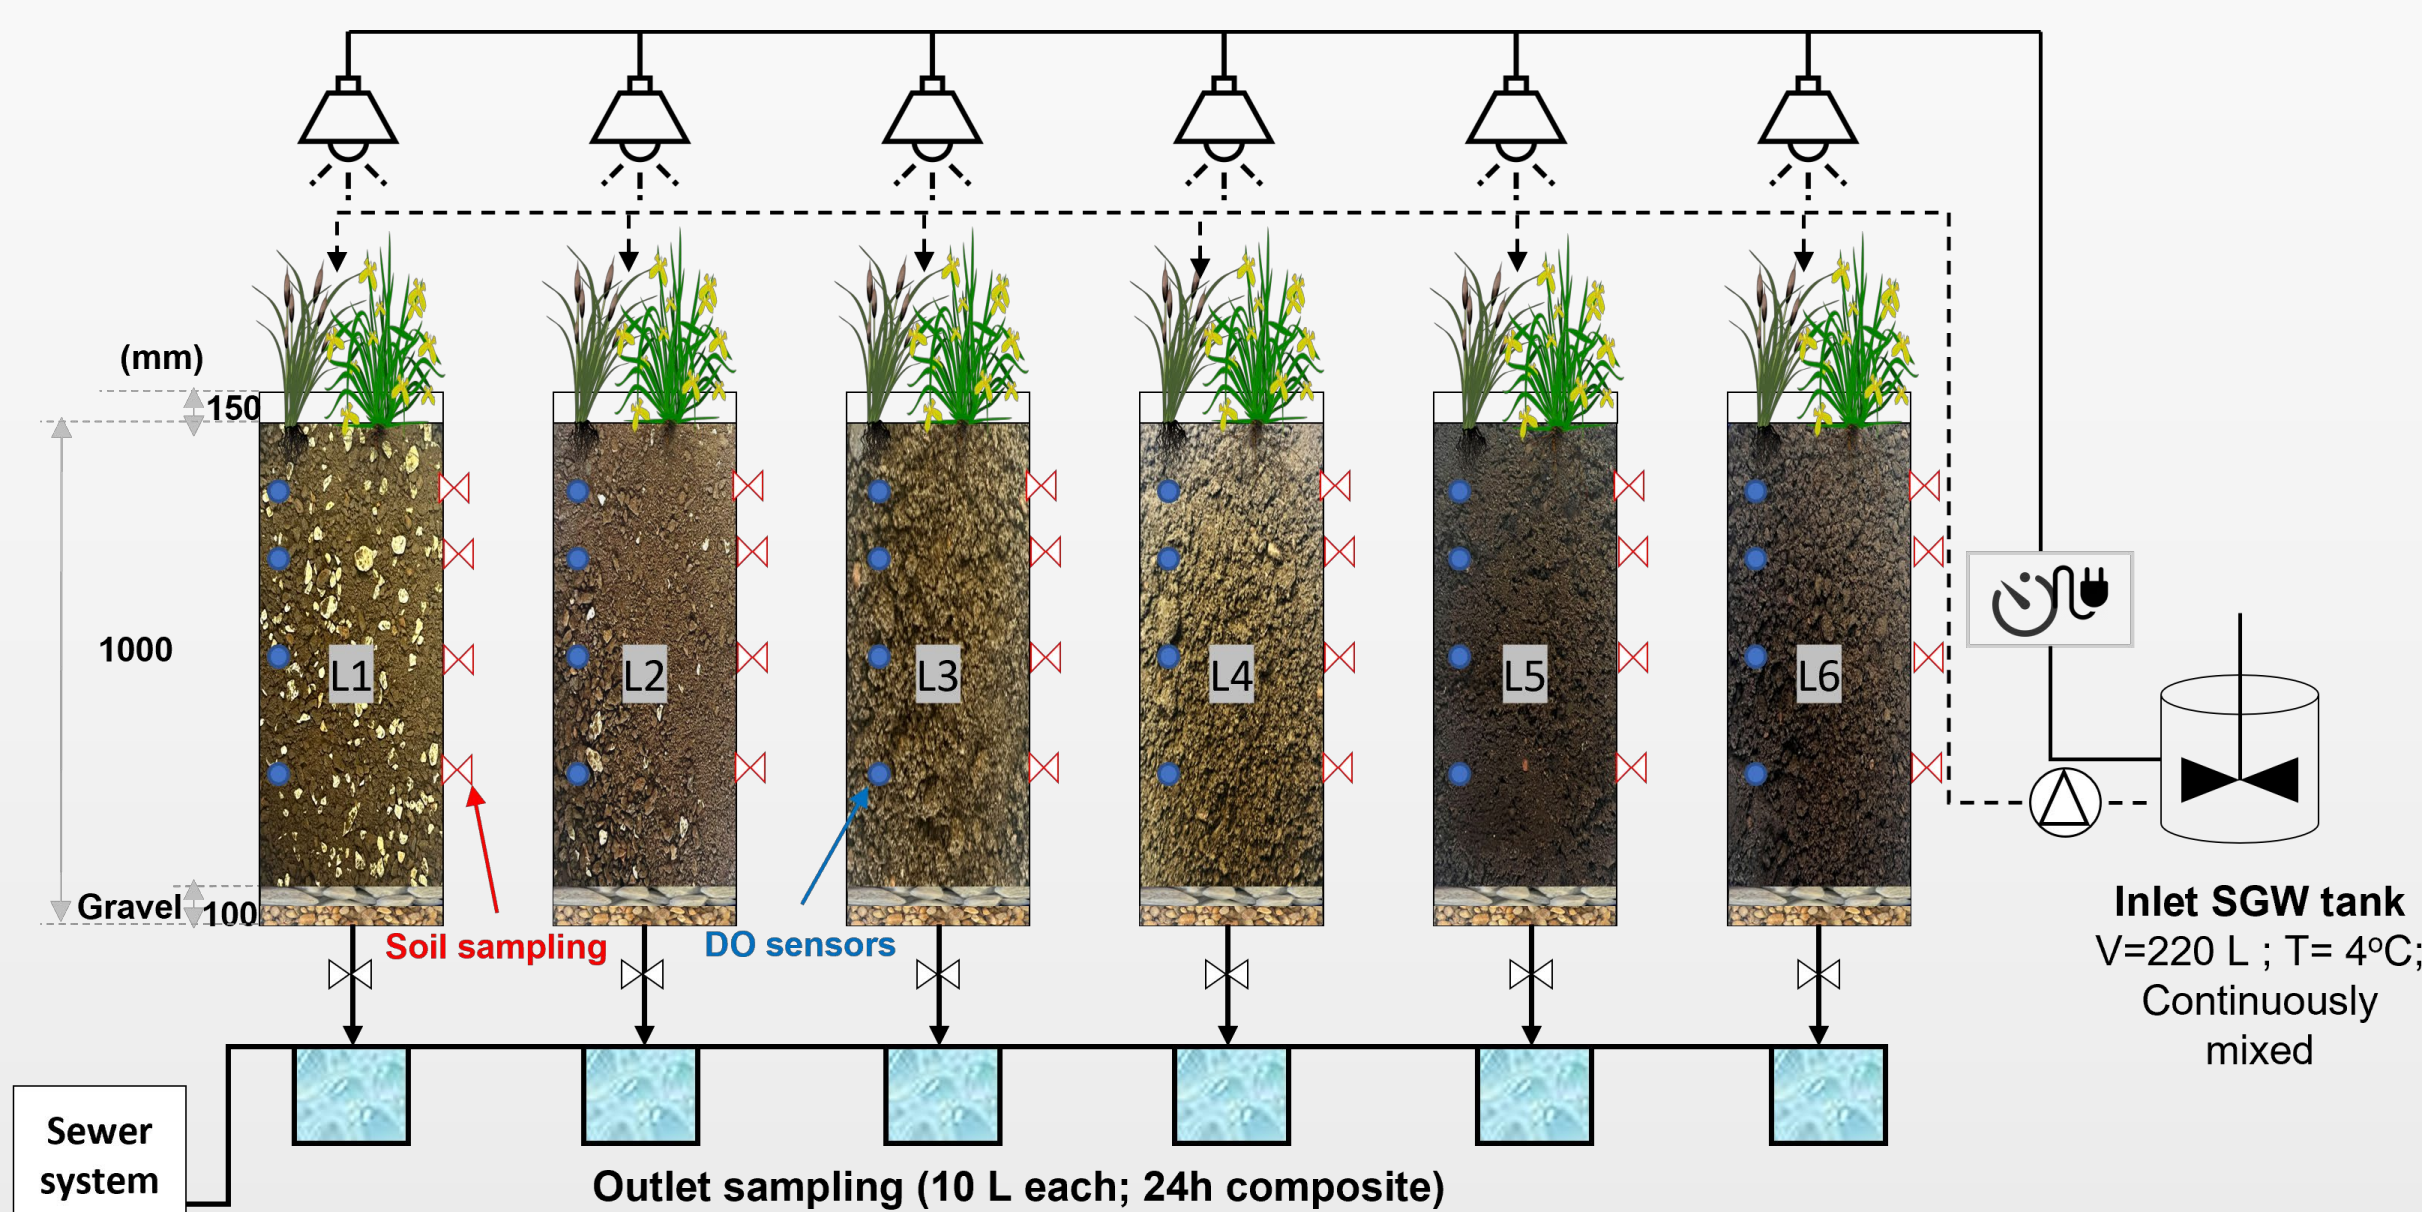 (mm)
150
1000
L1
L2
L3
L4
L5
L6
Gravel
100
Soil sampling
DO sensors
Inlet SGW tank
V=220 L ; T= 4ºC;
Continuously
mixed
Sewer
system
Outlet sampling (10 L each; 24h composite)